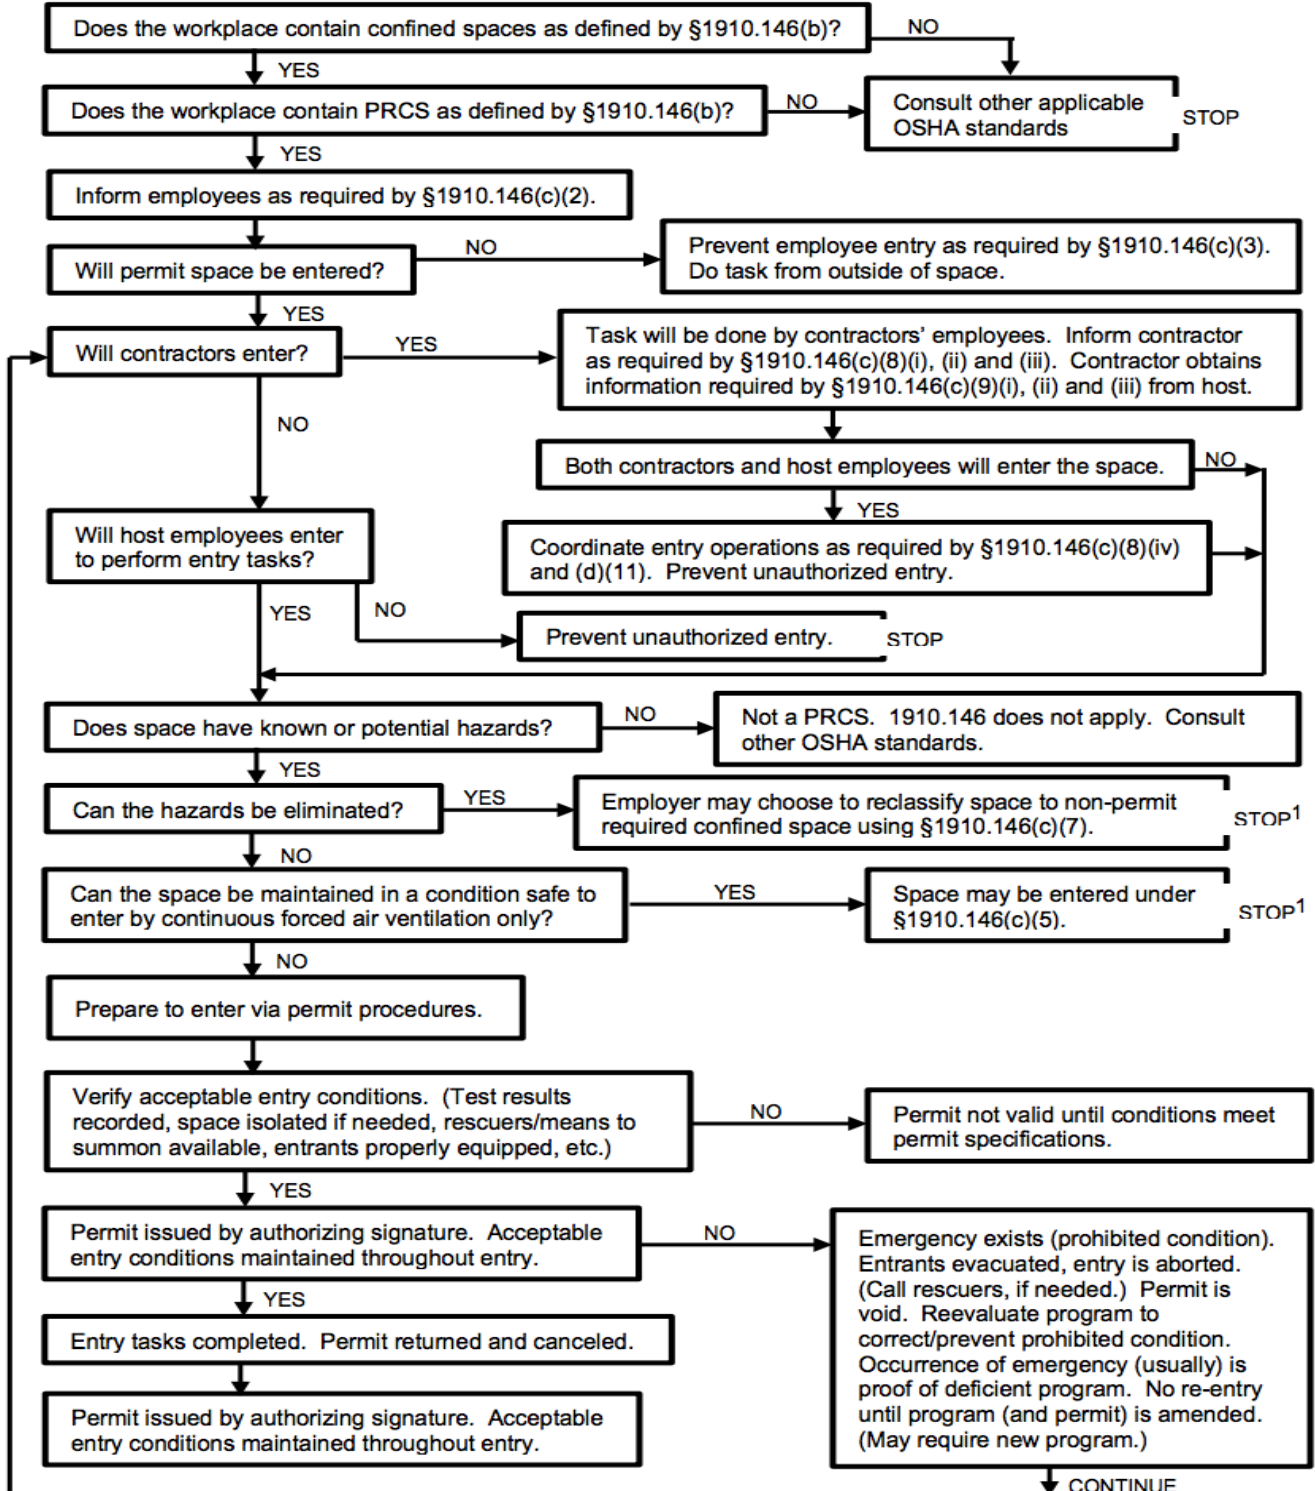 Does the workplace contain confined spaces as defined by §1910.146(b)?
NO
YES
Does the workplace contain PRCS as defined by §1910.146(b)?
NO
Consult other applicable
OSHA standards
STOP
YES
Inform employees as required by §1910.146(c)(2).
Will permit space be entered?
NO
Prevent employee entry as required by §1910.146(c)(3).
Do task from outside of space.
YES
Will contractors enter?
YES
Task will be done by contractors’ employees. Inform contractor
as required by §1910.146(c)(8)(i), (ii) and (iii). Contractor obtains
information required by §1910.146(c)(9)(i), (ii) and (iii) from host.
NO
Both contractors and host employees will enter the space.
NO
YES
Will host employees enter
to perform entry tasks?
Coordinate entry operations as required by §1910.146(c)(8)(iv)
and (d)(11). Prevent unauthorized entry.
YES
NO
Prevent unauthorized entry.
STOP
Does space have known or potential hazards?
NO
Not a PRCS. 1910.146 does not apply. Consult
other OSHA standards.
YES
Can the hazards be eliminated?
YES
Employer may choose to reclassify space to non-permit
required confined space using §1910.146(c)(7).
STOP1
NO
Can the space be maintained in a condition safe to
enter by continuous forced air ventilation only?
YES
Space may be entered under
§1910.146(c)(5).
STOP1
NO
Prepare to enter via permit procedures.
Verify acceptable entry conditions. (Test results
recorded, space isolated if needed, rescuers/means to
summon available, entrants properly equipped, etc.)
NO
Permit not valid until conditions meet
permit specifications.
YES
Permit issued by authorizing signature. Acceptable
entry conditions maintained throughout entry.
NO
Emergency exists (prohibited condition).
Entrants evacuated, entry is aborted.
(Call rescuers, if needed.) Permit is
void. Reevaluate program to
correct/prevent prohibited condition.
Occurrence of emergency (usually) is
proof of deficient program. No re-entry
until program (and permit) is amended.
(May require new program.)
YES
Entry tasks completed. Permit returned and canceled.
Permit issued by authorizing signature. Acceptable
entry conditions maintained throughout entry.
CONTINUE